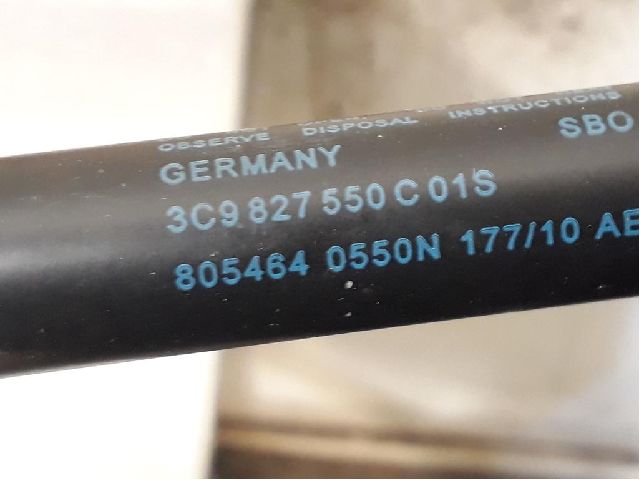 OBSERVE DISPOSAL INSTRUCTIONS
GERMANY SBO
3C9 827 550 C 01S
805464 0550N 177/10 AE